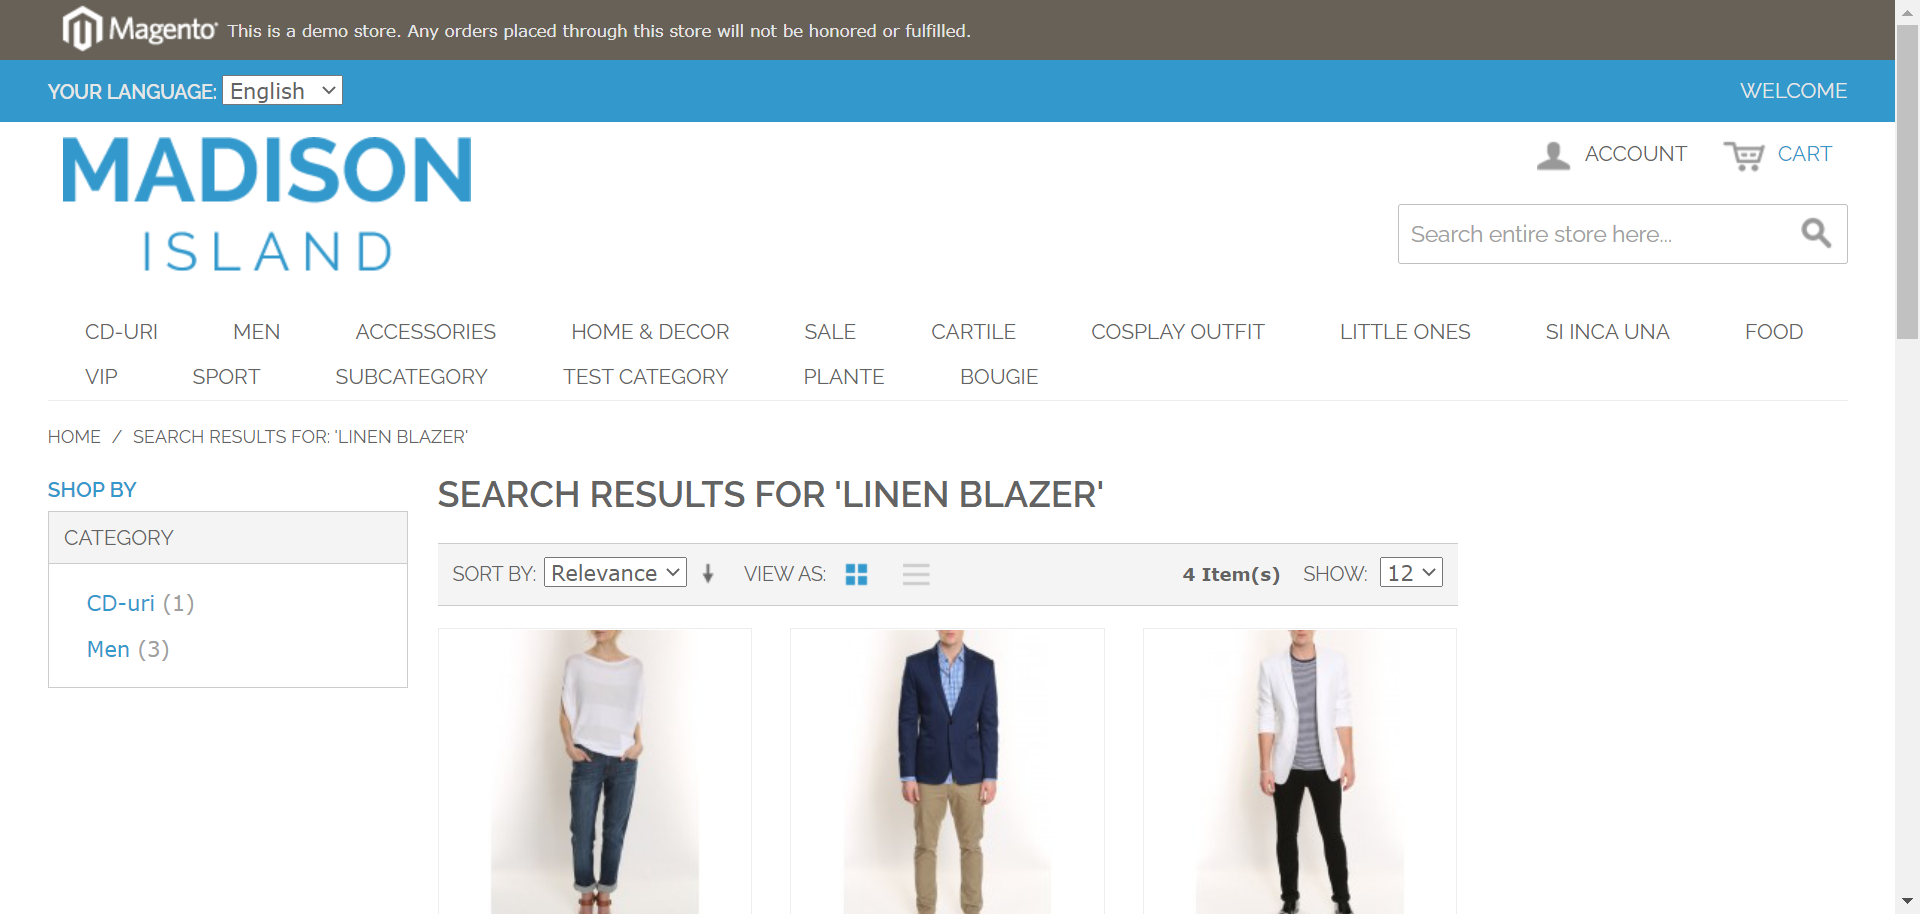 Magento This is a demo store. Any orders placed through this store will not be honored or fulfilled.
YOUR LANGUAGE: English WELCOME
MADISON
ISLAND
ACCOUNT CART
Search entire store here...
CD-URI MEN ACCESSORIES HOME & DECOR SALE CARTILE COSPLAY OUTFIT LITTLE ONES SI INCA UNA FOOD
VIP SPORT SUBCATEGORY TEST CATEGORY PLANTE BOUGIE
HOME / SEARCH RESULTS FOR: 'LINEN BLAZER'
SHOP BY
CATEGORY
CD-uri (1)
Men (3)
SEARCH RESULTS FOR 'LINEN BLAZER'
SORT BY: Relevance VIEW AS: 4 Item(s) SHOW: 12